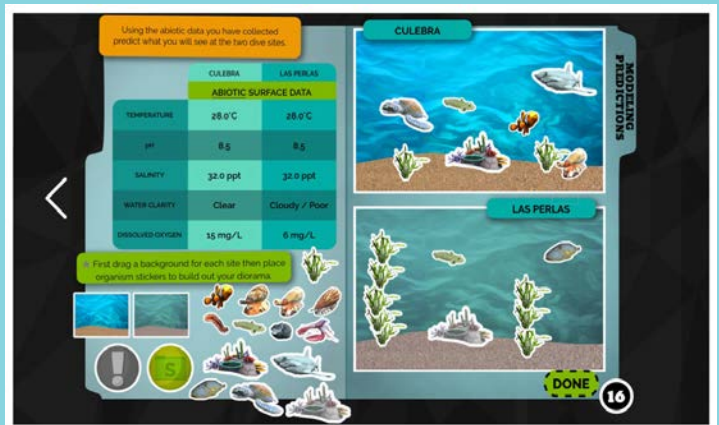 Using the abiotic data you have collected
predict what you will see at the two dive sites.
CULEBRA LAS PERLAS
ABIOTIC SURFACE DATA
TEMPERATURE 28.0°C 28.0°C
pH 8.5 8.5
SALINITY 32.0 ppt 32.0 ppt
WATER CLARITY Clear Cloudy / Poor
DISSOLVED OXYGEN 15 mg/L 6 mg/L
First drag a background for each site then place
organism stickers to build out your diorama.
!
S
CULEBRA
LAS PERLAS
MODELING
PREDICTIONS
DONE
16